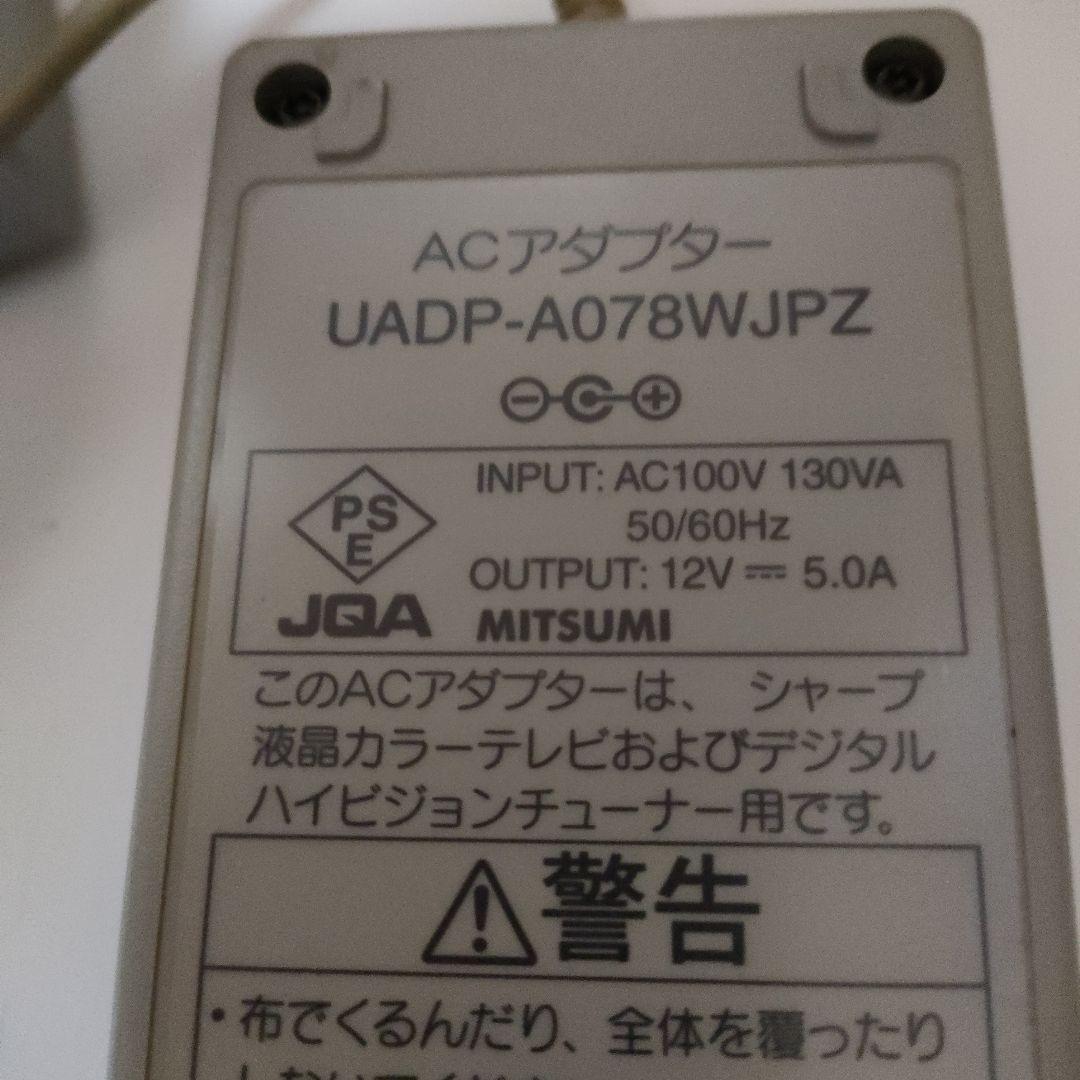 ACアダプター
UADP-A078WJPZ
PSE
INPUT: AC100V 130VA
50/60Hz
OUTPUT: 12V⎓ 5.0A
JQA MITSUMI
このACアダプターは、 シャープ
液晶カラーテレビおよびデジタル
ハイビジョンチューナー用です。
警告
・布でくるんだり、全体を覆ったり